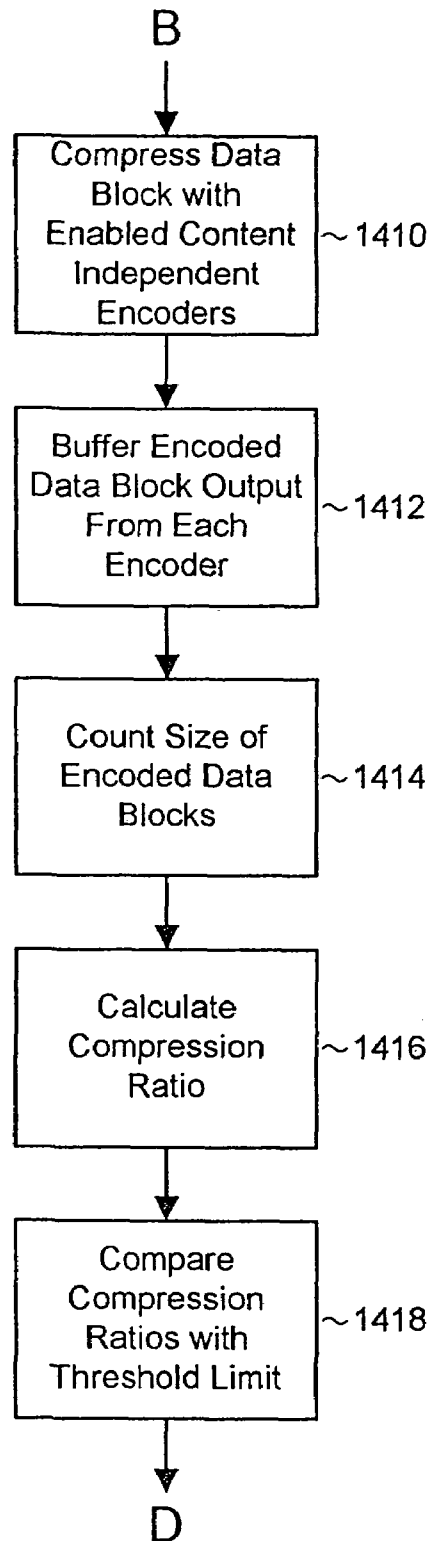 B
Compress Data
Block with
Enabled Content
Independent
Encoders
~1410
Buffer Encoded
Data Block Output
From Each
Encoder
~1412
Count Size of
Encoded Data
Blocks
~1414
Calculate
Compression
Ratio
~1416
Compare
Compression
Ratios with
Threshold Limit
~1418
D